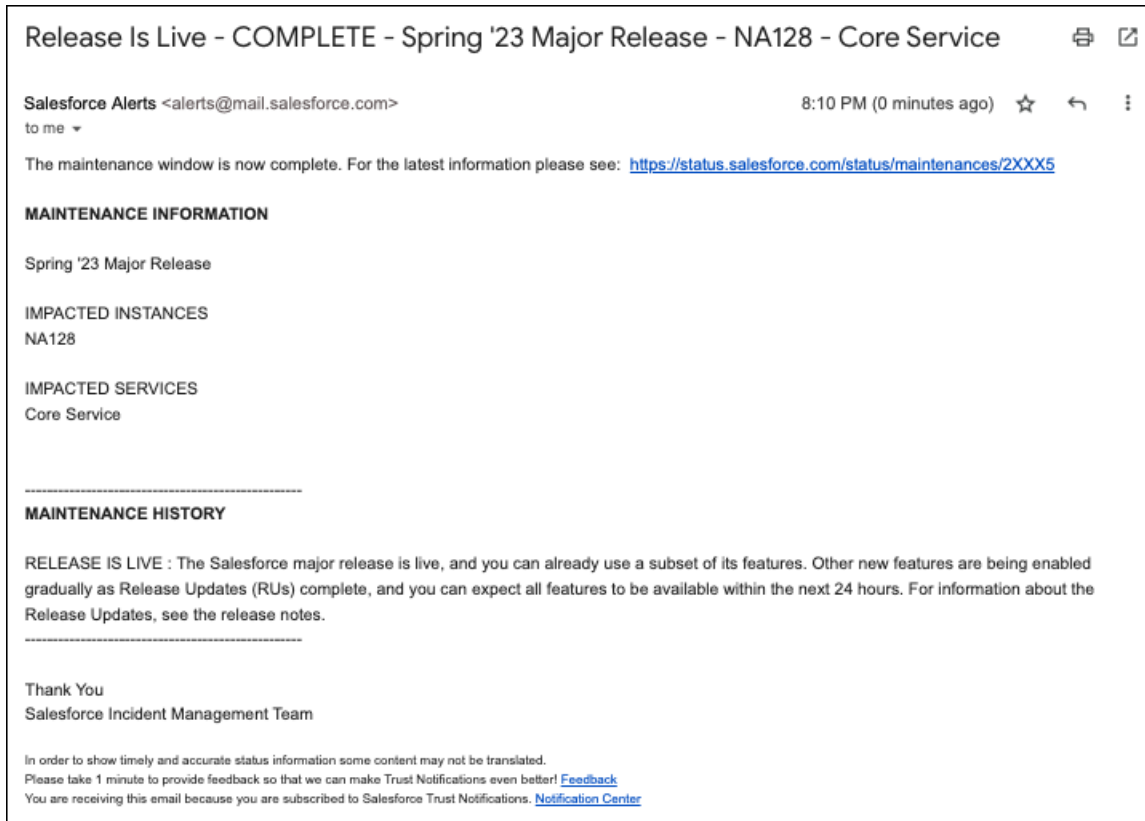 Release Is Live - COMPLETE - Spring '23 Major Release - NA128 - Core Service
Salesforce Alerts <alerts@mail.salesforce.com>
8:10 PM (0 minutes ago)
to me
The maintenance window is now complete. For the latest information please see: https://status.salesforce.com/status/maintenances/2XXX5
MAINTENANCE INFORMATION
Spring '23 Major Release
IMPACTED INSTANCES
NA128
IMPACTED SERVICES
Core Service
--------------------------------------------------
MAINTENANCE HISTORY
RELEASE IS LIVE : The Salesforce major release is live, and you can already use a subset of its features. Other new features are being enabled
gradually as Release Updates (RUs) complete, and you can expect all features to be available within the next 24 hours. For information about the
Release Updates, see the release notes.
--------------------------------------------------
Thank You
Salesforce Incident Management Team
In order to show timely and accurate status information some content may not be translated.
Please take 1 minute to provide feedback so that we can make Trust Notifications even better! Feedback
You are receiving this email because you are subscribed to Salesforce Trust Notifications. Notification Center